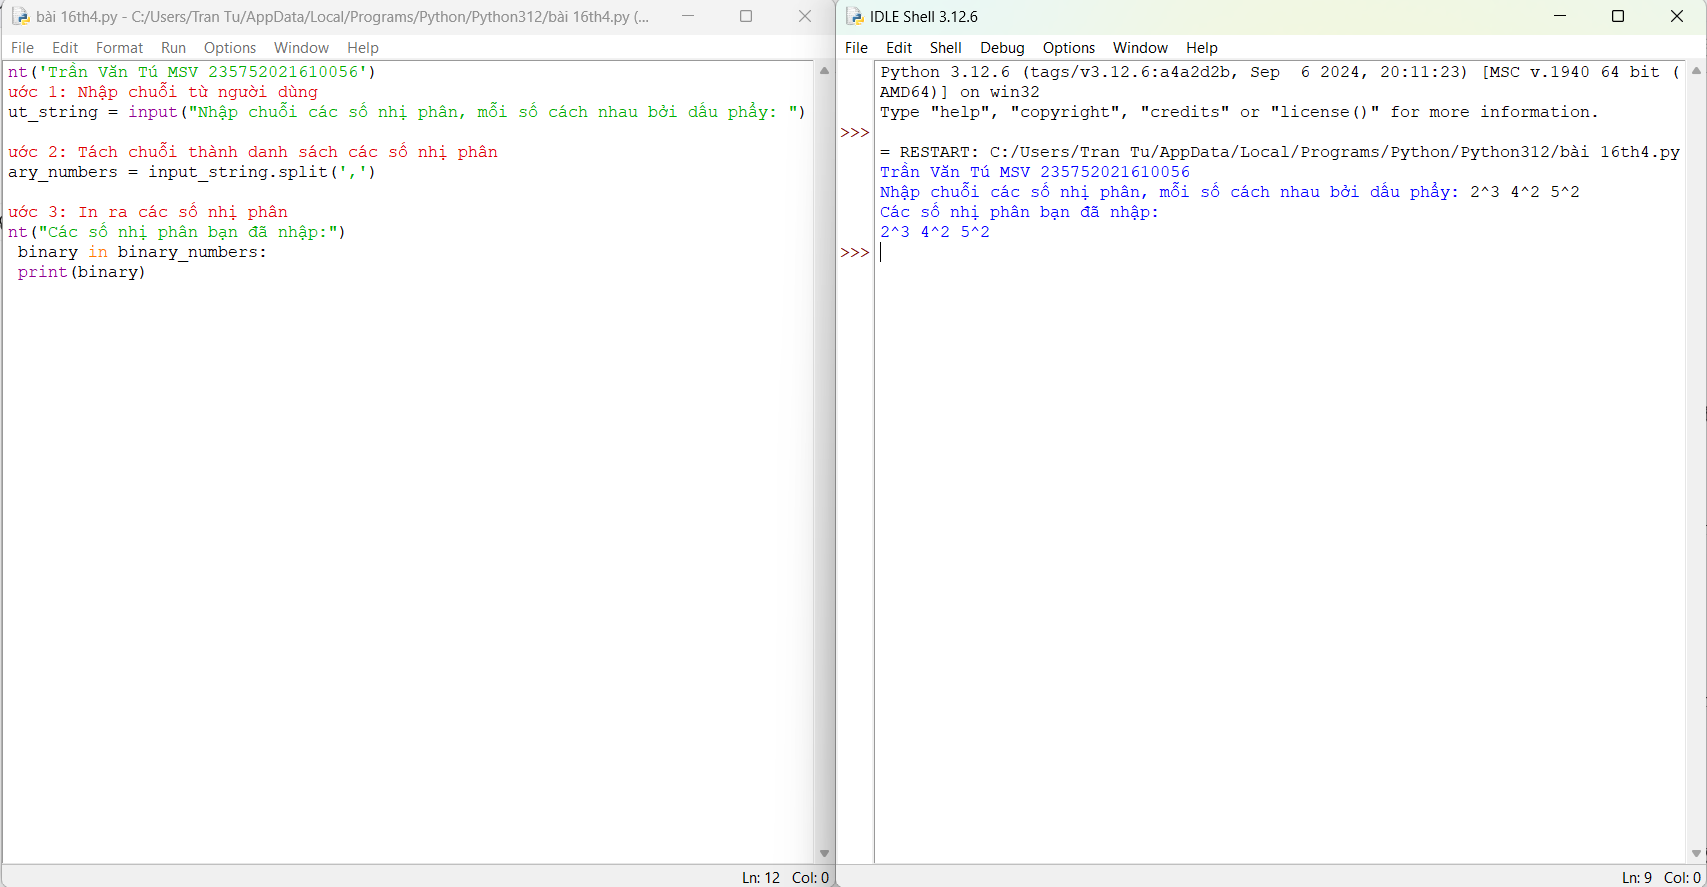 bài 16th4.py - C:/Users/Tran Tu/AppData/Local/Programs/Python/Python312/bài 16th4.py (...
File Edit Format Run Options Window Help
nt('Trần Văn Tú MSV 235752021610056')
ước 1: Nhập chuỗi từ người dùng
ut_string = input("Nhập chuỗi các số nhị phân, mỗi số cách nhau bởi dấu phẩy: ")
ước 2: Tách chuỗi thành danh sách các số nhị phân
ary_numbers = input_string.split(',')
ước 3: In ra các số nhị phân
nt("Các số nhị phân bạn đã nhập:")
binary in binary_numbers:
print(binary)
Ln: 12 Col: 0
IDLE Shell 3.12.6
File Edit Shell Debug Options Window Help
Python 3.12.6 (tags/v3.12.6:a4a2d2b, Sep  6 2024, 20:11:23) [MSC v.1940 64 bit (
AMD64)] on win32
Type "help", "copyright", "credits" or "license()" for more information.
>>>
= RESTART: C:/Users/Tran Tu/AppData/Local/Programs/Python/Python312/bài 16th4.py
Trần Văn Tú MSV 235752021610056
Nhập chuỗi các số nhị phân, mỗi số cách nhau bởi dấu phẩy: 2^3 4^2 5^2
Các số nhị phân bạn đã nhập:
2^3 4^2 5^2
>>>
Ln: 9 Col: 0